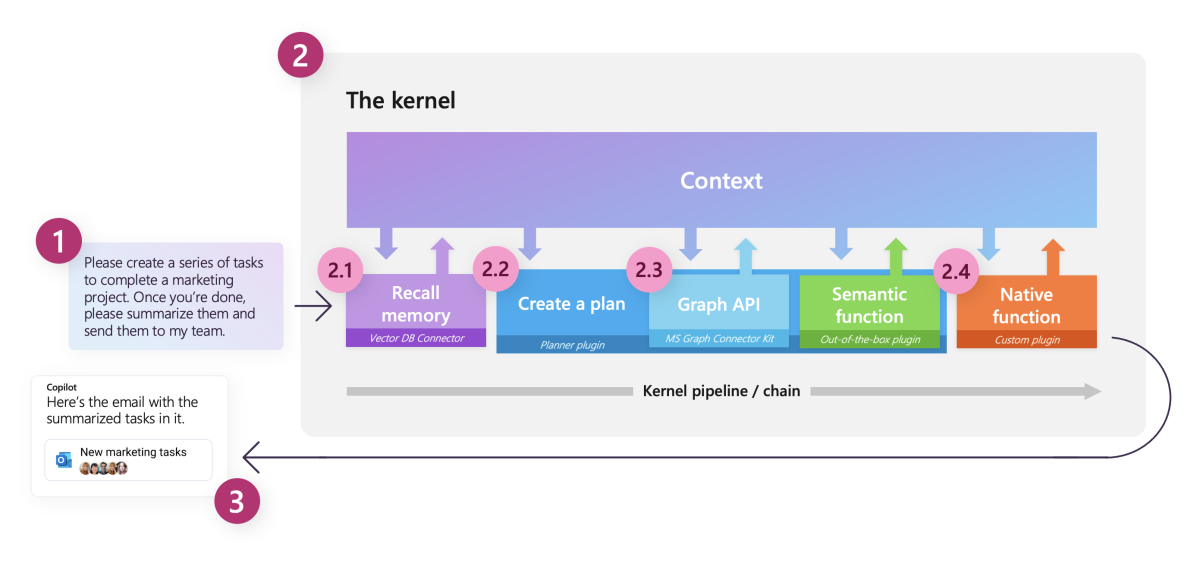 2
The kernel
Context
1
Please create a series of tasks
to complete a marketing
project. Once you're done,
please summarize them and
send them to my team.
2.1
Recall
memory
Vector DB Connector
2.2
Create a plan
Planner plugin
2.3
Graph API
MS Graph Connector Kit
Semantic
function
Out-of-the-box plugin
2.4
Native
function
Custom plugin
Kernel pipeline / chain
Copilot
Here's the email with the
summarized tasks in it.
New marketing tasks
3